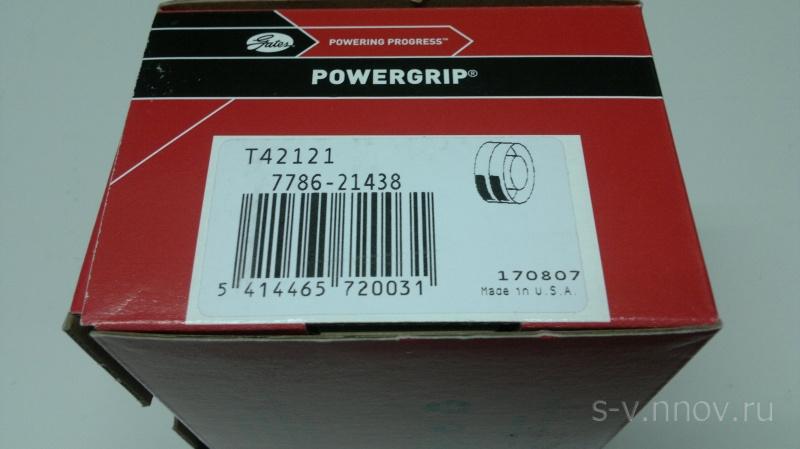 Gates
POWERING PROGRESS™
POWERGRIP®
T42121
7786-21438
5 414465 720031
170807
Made in U.S.A.
s-v.nnov.ru